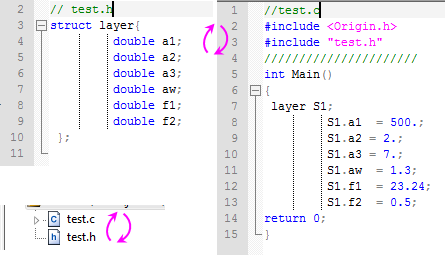 2 // test.h
3 struct layer{
4 double a1;
5 double a2;
6 double a3;
7 double aw;
8 double f1;
9 double f2;
10 };
11
test.c
test.h
1 //test.c
2 #include <Origin.h>
3 #include "test.h"
4 //////////////////////
5 int Main()
6 {
7 layer S1;
8 S1.a1 = 500.;
9 S1.a2 = 2.;
10 S1.a3 = 7.;
11 S1.aw = 1.3;
12 S1.f1 = 23.24;
13 S1.f2 = 0.5;
14 return 0;
15 }